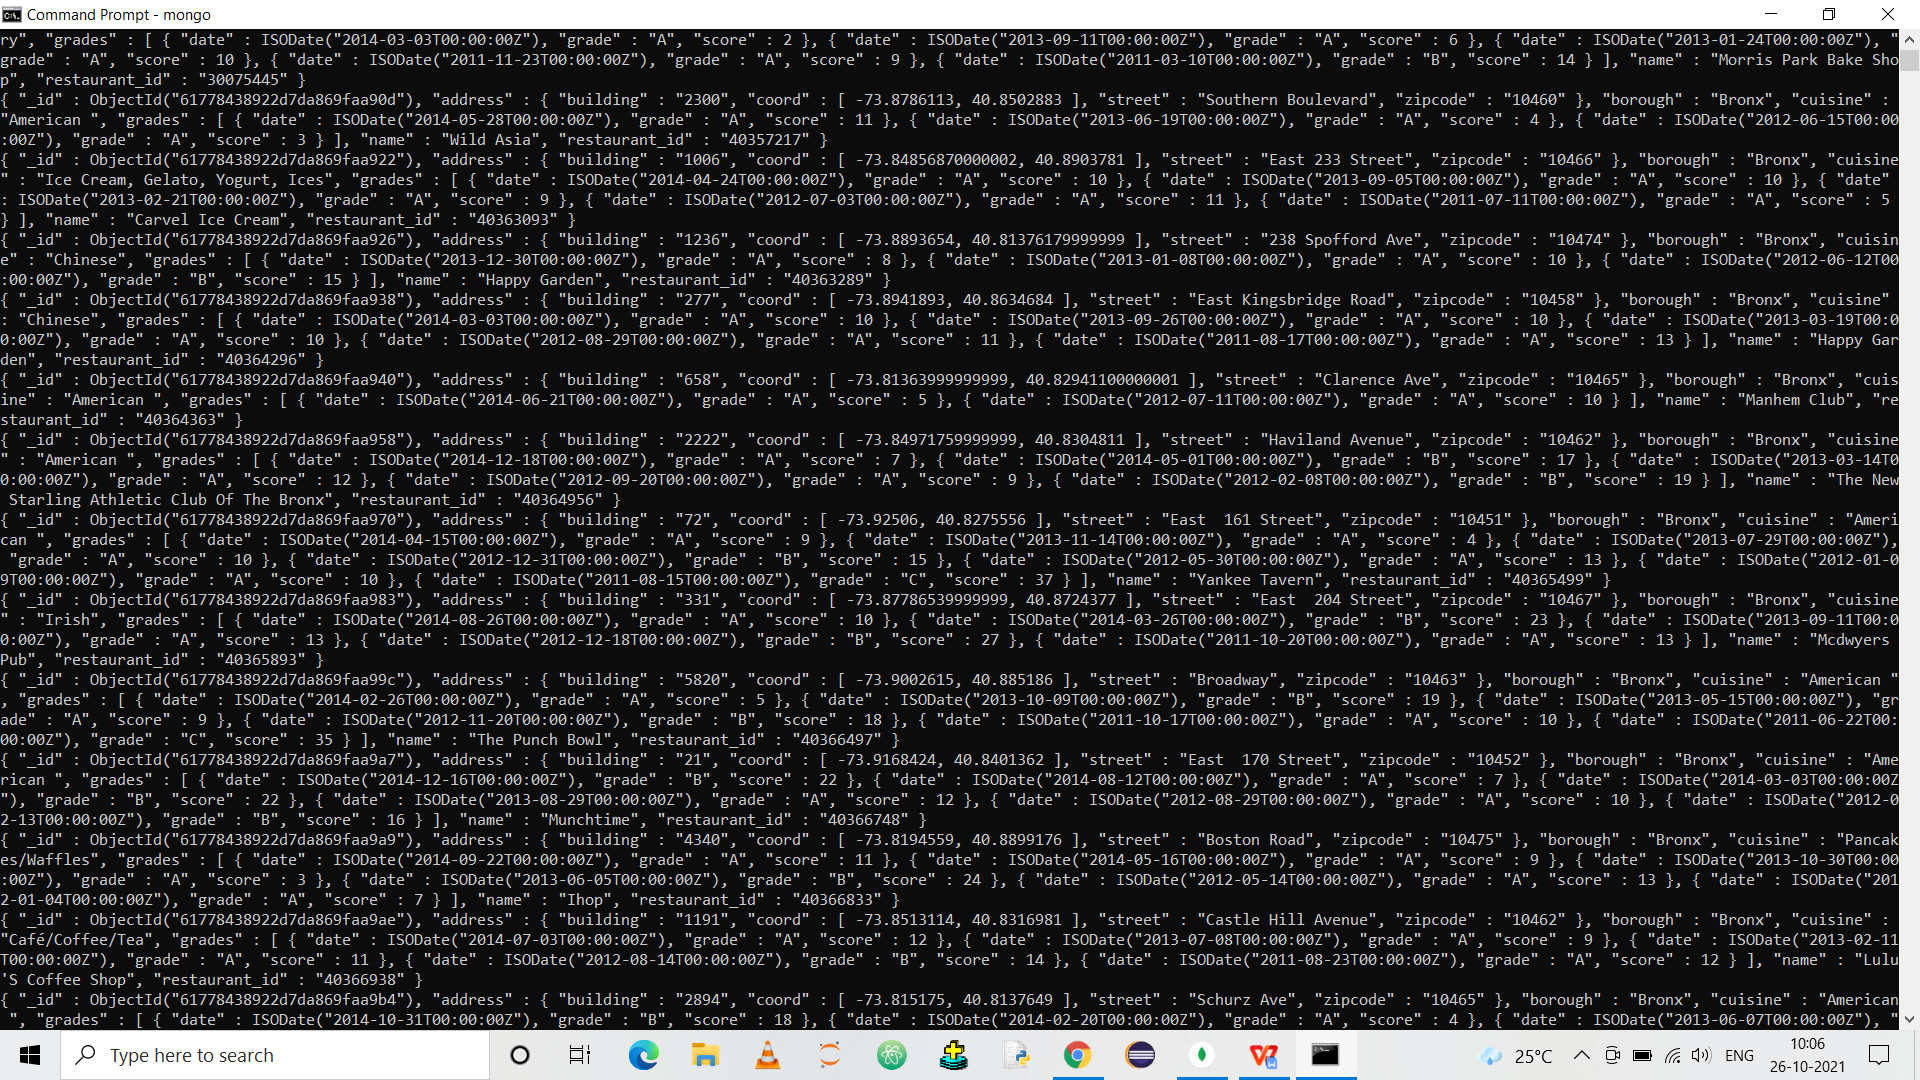 Command Prompt - mongo
ry", "grades" : [ { "date" : ISODate("2014-03-03T00:00:00Z"), "grade" : "A", "score" : 2 }, { "date" : ISODate("2013-09-11T00:00:00Z"), "grade" : "A", "score" : 6 }, { "date" : ISODate("2013-01-24T00:00:00Z"), "
grade" : "A", "score" : 10 }, { "date" : ISODate("2011-11-23T00:00:00Z"), "grade" : "A", "score" : 9 }, { "date" : ISODate("2011-03-10T00:00:00Z"), "grade" : "B", "score" : 14 } ], "name" : "Morris Park Bake Sho
p", "restaurant_id" : "30075445" }
{ "_id" : ObjectId("61778438922d7da869faa90d"), "address" : { "building" : "2300", "coord" : [ -73.8786113, 40.8502883 ], "street" : "Southern Boulevard", "zipcode" : "10460" }, "borough" : "Bronx", "cuisine" :
"American ", "grades" : [ { "date" : ISODate("2014-05-28T00:00:00Z"), "grade" : "A", "score" : 11 }, { "date" : ISODate("2013-06-19T00:00:00Z"), "grade" : "A", "score" : 4 }, { "date" : ISODate("2012-06-15T00:00
:00Z"), "grade" : "A", "score" : 3 } ], "name" : "Wild Asia", "restaurant_id" : "40357217" }
{ "_id" : ObjectId("61778438922d7da869faa922"), "address" : { "building" : "1006", "coord" : [ -73.84856870000002, 40.8903781 ], "street" : "East 233 Street", "zipcode" : "10466" }, "borough" : "Bronx", "cuisine
" : "Ice Cream, Gelato, Yogurt, Ices", "grades" : [ { "date" : ISODate("2014-04-24T00:00:00Z"), "grade" : "A", "score" : 10 }, { "date" : ISODate("2013-09-05T00:00:00Z"), "grade" : "A", "score" : 10 }, { "date"
: ISODate("2013-02-21T00:00:00Z"), "grade" : "A", "score" : 9 }, { "date" : ISODate("2012-07-03T00:00:00Z"), "grade" : "A", "score" : 11 }, { "date" : ISODate("2011-07-11T00:00:00Z"), "grade" : "A", "score" : 5
} ], "name" : "Carvel Ice Cream", "restaurant_id" : "40363093" }
{ "_id" : ObjectId("61778438922d7da869faa926"), "address" : { "building" : "1236", "coord" : [ -73.8893654, 40.81376179999999 ], "street" : "238 Spofford Ave", "zipcode" : "10474" }, "borough" : "Bronx", "cuisin
e" : "Chinese", "grades" : [ { "date" : ISODate("2013-12-30T00:00:00Z"), "grade" : "A", "score" : 8 }, { "date" : ISODate("2013-01-08T00:00:00Z"), "grade" : "A", "score" : 10 }, { "date" : ISODate("2012-06-12T00
:00:00Z"), "grade" : "B", "score" : 15 } ], "name" : "Happy Garden", "restaurant_id" : "40363289" }
{ "_id" : ObjectId("61778438922d7da869faa938"), "address" : { "building" : "277", "coord" : [ -73.8941893, 40.8634684 ], "street" : "East Kingsbridge Road", "zipcode" : "10458" }, "borough" : "Bronx", "cuisine"
: "Chinese", "grades" : [ { "date" : ISODate("2014-03-03T00:00:00Z"), "grade" : "A", "score" : 10 }, { "date" : ISODate("2013-09-26T00:00:00Z"), "grade" : "A", "score" : 10 }, { "date" : ISODate("2013-03-19T00:0
0:00Z"), "grade" : "A", "score" : 10 }, { "date" : ISODate("2012-08-29T00:00:00Z"), "grade" : "A", "score" : 11 }, { "date" : ISODate("2011-08-17T00:00:00Z"), "grade" : "A", "score" : 13 } ], "name" : "Happy Gar
den", "restaurant_id" : "40364296" }
{ "_id" : ObjectId("61778438922d7da869faa940"), "address" : { "building" : "658", "coord" : [ -73.81363999999999, 40.82941100000001 ], "street" : "Clarence Ave", "zipcode" : "10465" }, "borough" : "Bronx", "cuis
ine" : "American ", "grades" : [ { "date" : ISODate("2014-06-21T00:00:00Z"), "grade" : "A", "score" : 5 }, { "date" : ISODate("2012-07-11T00:00:00Z"), "grade" : "A", "score" : 10 } ], "name" : "Manhem Club", "re
staurant_id" : "40364363" }
{ "_id" : ObjectId("61778438922d7da869faa958"), "address" : { "building" : "2222", "coord" : [ -73.84971759999999, 40.8304811 ], "street" : "Haviland Avenue", "zipcode" : "10462" }, "borough" : "Bronx", "cuisine
" : "American ", "grades" : [ { "date" : ISODate("2014-12-18T00:00:00Z"), "grade" : "A", "score" : 7 }, { "date" : ISODate("2014-05-01T00:00:00Z"), "grade" : "B", "score" : 17 }, { "date" : ISODate("2013-03-14T0
0:00:00Z"), "grade" : "A", "score" : 12 }, { "date" : ISODate("2012-09-20T00:00:00Z"), "grade" : "A", "score" : 9 }, { "date" : ISODate("2012-02-08T00:00:00Z"), "grade" : "B", "score" : 19 } ], "name" : "The New
 Starling Athletic Club Of The Bronx", "restaurant_id" : "40364956" }
{ "_id" : ObjectId("61778438922d7da869faa970"), "address" : { "building" : "72", "coord" : [ -73.92506, 40.8275556 ], "street" : "East  161 Street", "zipcode" : "10451" }, "borough" : "Bronx", "cuisine" : "Ameri
can ", "grades" : [ { "date" : ISODate("2014-04-15T00:00:00Z"), "grade" : "A", "score" : 9 }, { "date" : ISODate("2013-11-14T00:00:00Z"), "grade" : "A", "score" : 4 }, { "date" : ISODate("2013-07-29T00:00:00Z"),
 "grade" : "A", "score" : 10 }, { "date" : ISODate("2012-12-31T00:00:00Z"), "grade" : "B", "score" : 15 }, { "date" : ISODate("2012-05-30T00:00:00Z"), "grade" : "A", "score" : 13 }, { "date" : ISODate("2012-01-0
9T00:00:00Z"), "grade" : "A", "score" : 10 }, { "date" : ISODate("2011-08-15T00:00:00Z"), "grade" : "C", "score" : 37 } ], "name" : "Yankee Tavern", "restaurant_id" : "40365499" }
{ "_id" : ObjectId("61778438922d7da869faa983"), "address" : { "building" : "331", "coord" : [ -73.87786539999999, 40.8724377 ], "street" : "East  204 Street", "zipcode" : "10467" }, "borough" : "Bronx", "cuisine
" : "Irish", "grades" : [ { "date" : ISODate("2014-08-26T00:00:00Z"), "grade" : "A", "score" : 10 }, { "date" : ISODate("2014-03-26T00:00:00Z"), "grade" : "B", "score" : 23 }, { "date" : ISODate("2013-09-11T00:0
0:00Z"), "grade" : "A", "score" : 13 }, { "date" : ISODate("2012-12-18T00:00:00Z"), "grade" : "B", "score" : 27 }, { "date" : ISODate("2011-10-20T00:00:00Z"), "grade" : "A", "score" : 13 } ], "name" : "Mcdwyers
Pub", "restaurant_id" : "40365893" }
{ "_id" : ObjectId("61778438922d7da869faa99c"), "address" : { "building" : "5820", "coord" : [ -73.9002615, 40.885186 ], "street" : "Broadway", "zipcode" : "10463" }, "borough" : "Bronx", "cuisine" : "American "
, "grades" : [ { "date" : ISODate("2014-02-26T00:00:00Z"), "grade" : "A", "score" : 5 }, { "date" : ISODate("2013-10-09T00:00:00Z"), "grade" : "B", "score" : 19 }, { "date" : ISODate("2013-05-15T00:00:00Z"), "gr
ade" : "A", "score" : 9 }, { "date" : ISODate("2012-11-20T00:00:00Z"), "grade" : "B", "score" : 18 }, { "date" : ISODate("2011-10-17T00:00:00Z"), "grade" : "A", "score" : 10 }, { "date" : ISODate("2011-06-22T00:
00:00Z"), "grade" : "C", "score" : 35 } ], "name" : "The Punch Bowl", "restaurant_id" : "40366497" }
{ "_id" : ObjectId("61778438922d7da869faa9a7"), "address" : { "building" : "21", "coord" : [ -73.9168424, 40.8401362 ], "street" : "East  170 Street", "zipcode" : "10452" }, "borough" : "Bronx", "cuisine" : "Ame
rican ", "grades" : [ { "date" : ISODate("2014-12-16T00:00:00Z"), "grade" : "B", "score" : 22 }, { "date" : ISODate("2014-08-12T00:00:00Z"), "grade" : "A", "score" : 7 }, { "date" : ISODate("2014-03-03T00:00:00Z
"), "grade" : "B", "score" : 22 }, { "date" : ISODate("2013-08-29T00:00:00Z"), "grade" : "A", "score" : 12 }, { "date" : ISODate("2012-08-29T00:00:00Z"), "grade" : "A", "score" : 10 }, { "date" : ISODate("2012-0
2-13T00:00:00Z"), "grade" : "B", "score" : 16 } ], "name" : "Munchtime", "restaurant_id" : "40366748" }
{ "_id" : ObjectId("61778438922d7da869faa9a9"), "address" : { "building" : "4340", "coord" : [ -73.8194559, 40.8899176 ], "street" : "Boston Road", "zipcode" : "10475" }, "borough" : "Bronx", "cuisine" : "Pancak
es/Waffles", "grades" : [ { "date" : ISODate("2014-09-22T00:00:00Z"), "grade" : "A", "score" : 11 }, { "date" : ISODate("2014-05-16T00:00:00Z"), "grade" : "A", "score" : 9 }, { "date" : ISODate("2013-10-30T00:00
:00Z"), "grade" : "A", "score" : 3 }, { "date" : ISODate("2013-06-05T00:00:00Z"), "grade" : "B", "score" : 24 }, { "date" : ISODate("2012-05-14T00:00:00Z"), "grade" : "A", "score" : 13 }, { "date" : ISODate("201
2-01-04T00:00:00Z"), "grade" : "A", "score" : 7 } ], "name" : "Ihop", "restaurant_id" : "40366833" }
{ "_id" : ObjectId("61778438922d7da869faa9ae"), "address" : { "building" : "1191", "coord" : [ -73.8513114, 40.8316981 ], "street" : "Castle Hill Avenue", "zipcode" : "10462" }, "borough" : "Bronx", "cuisine" :
"Café/Coffee/Tea", "grades" : [ { "date" : ISODate("2014-07-03T00:00:00Z"), "grade" : "A", "score" : 12 }, { "date" : ISODate("2013-07-08T00:00:00Z"), "grade" : "A", "score" : 9 }, { "date" : ISODate("2013-02-11
T00:00:00Z"), "grade" : "A", "score" : 11 }, { "date" : ISODate("2012-08-14T00:00:00Z"), "grade" : "B", "score" : 14 }, { "date" : ISODate("2011-08-23T00:00:00Z"), "grade" : "A", "score" : 12 } ], "name" : "Lulu
'S Coffee Shop", "restaurant_id" : "40366938" }
{ "_id" : ObjectId("61778438922d7da869faa9b4"), "address" : { "building" : "2894", "coord" : [ -73.815175, 40.8137649 ], "street" : "Schurz Ave", "zipcode" : "10465" }, "borough" : "Bronx", "cuisine" : "American
 ", "grades" : [ { "date" : ISODate("2014-10-31T00:00:00Z"), "grade" : "B", "score" : 18 }, { "date" : ISODate("2014-02-20T00:00:00Z"), "grade" : "A", "score" : 4 }, { "date" : ISODate("2013-06-07T00:00:00Z"), "
Type here to search
25°C
ENG
10:06
26-10-2021